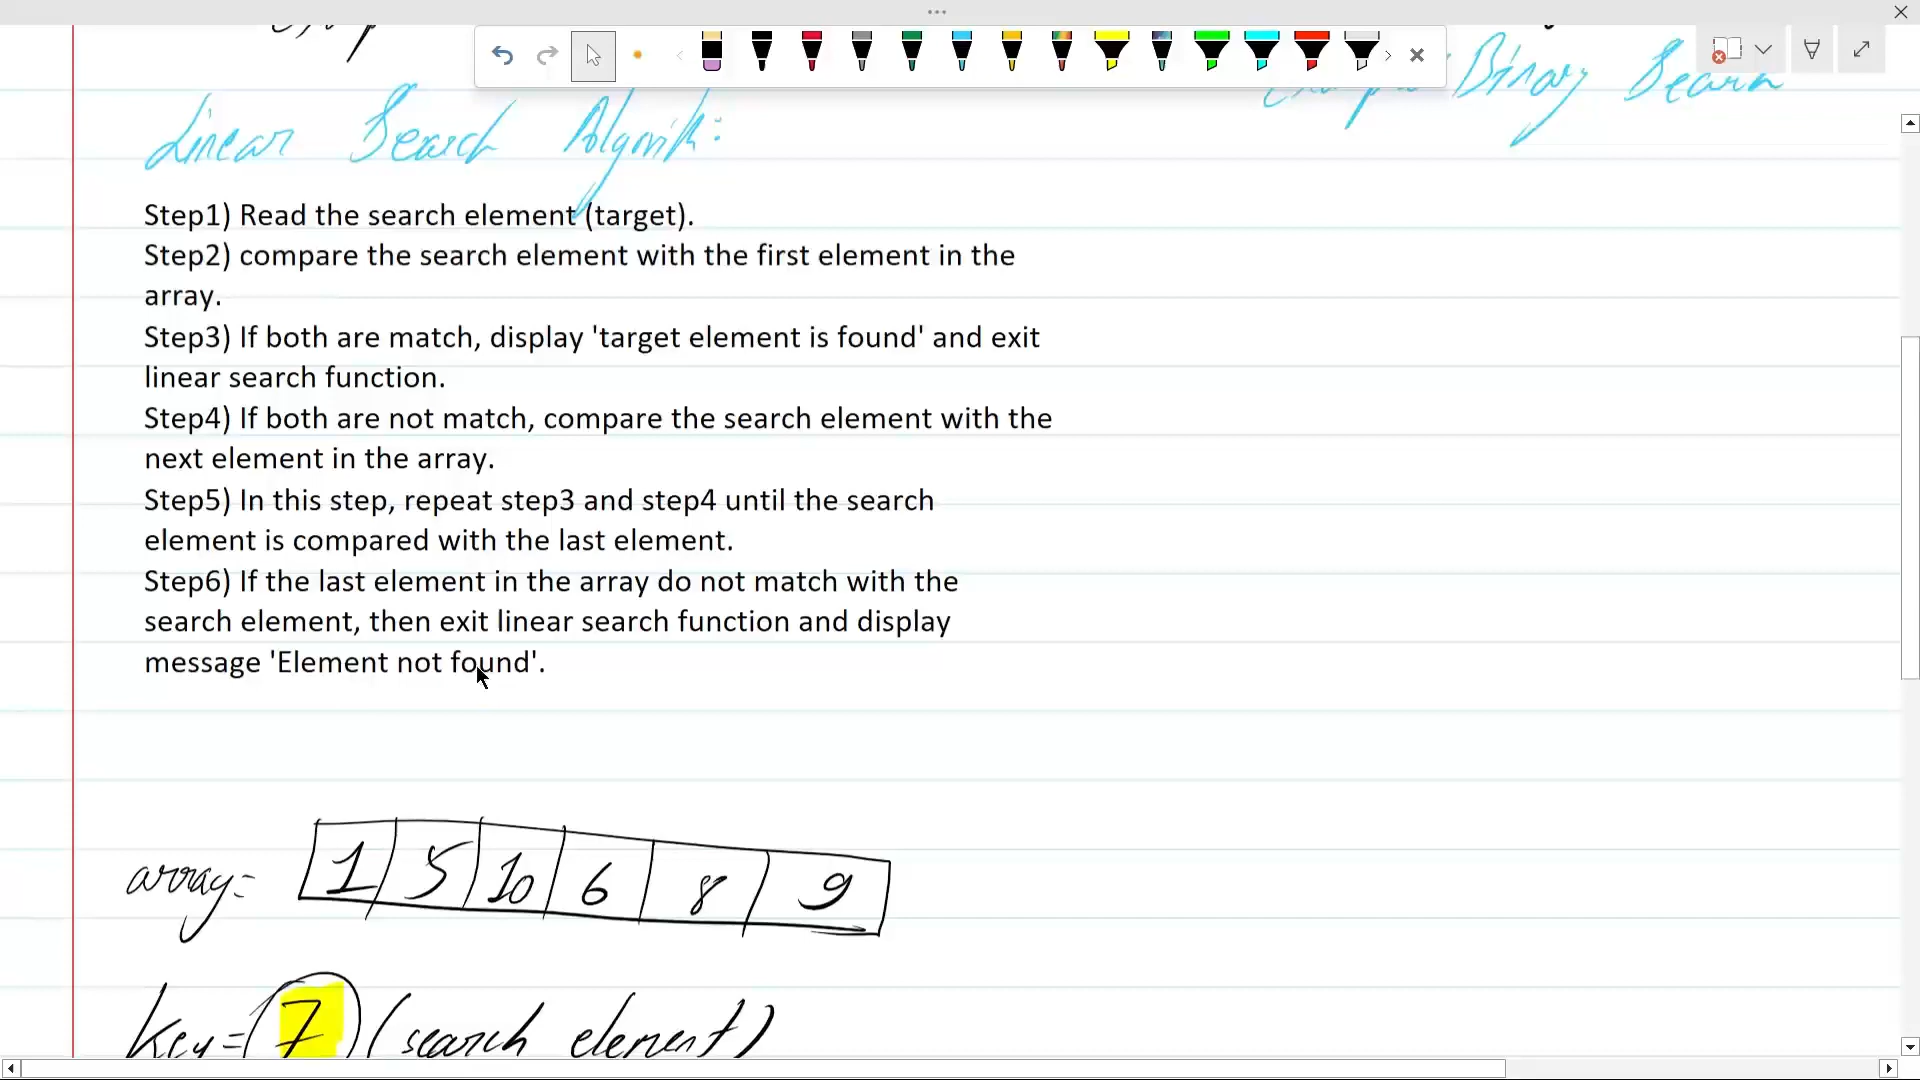 Binary Search
Linear Search Algorith:
Step1) Read the search element (target).
Step2) compare the search element with the first element in the
array.
Step3) If both are match, display 'target element is found' and exit
linear search function.
Step4) If both are not match, compare the search element with the
next element in the array.
Step5) In this step, repeat step3 and step4 until the search
element is compared with the last element.
Step6) If the last element in the array do not match with the
search element, then exit linear search function and display
message 'Element not found'.
array= 1 5 10 6 8 9
key= 7 (search element)